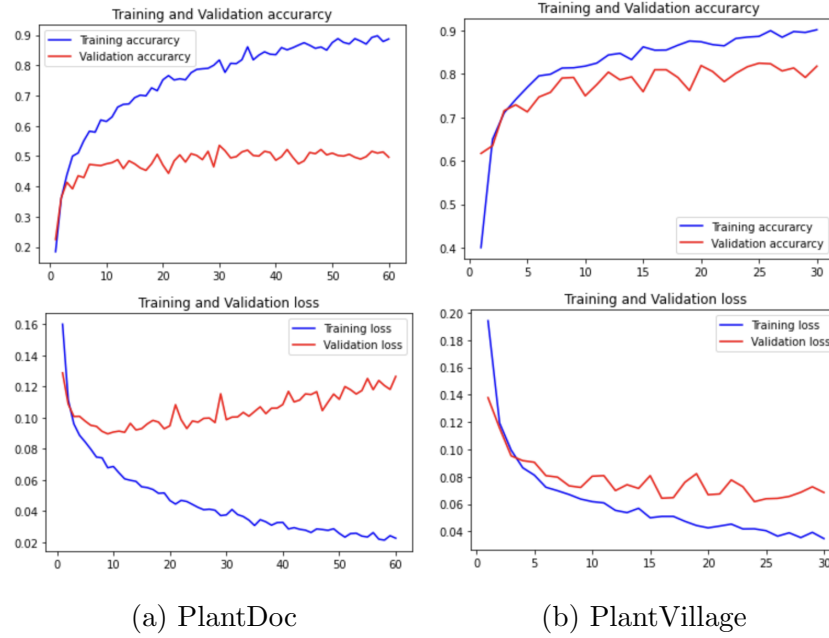 Training and Validation accurarcy
Training accurarcy
Validation accurarcy
0.9
0.8
0.7
0.6
0.5
0.4
0.3
0.2
0 10 20 30 40 50 60
Training and Validation accurarcy
0.9
0.8
0.7
0.6
0.5
0.4
Training accurarcy
Validation accurarcy
0 5 10 15 20 25 30
Training and Validation loss
Training loss
Validation loss
0.16
0.14
0.12
0.10
0.08
0.06
0.04
0.02
0 10 20 30 40 50 60
Training and Validation loss
Training loss
Validation loss
0.20
0.18
0.16
0.14
0.12
0.10
0.08
0.06
0.04
0 5 10 15 20 25 30
(a) PlantDoc
(b) PlantVillage